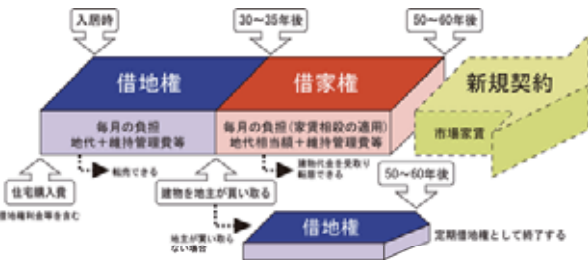 入居時
30〜35年後
50〜60年後
借地権
借家権
新規契約
毎月の負担
地代＋維持管理費等
毎月の負担(家賃相殺の適用)
地代相当額＋維持管理費等
市場家賃
転売できる
建物代金を受取り
転居できる
住宅購入費
借地権利金等を含む
建物を地主が買い取る
50〜60年後
地主が買い取ら
ない場合
借地権
定期借地権として終了する